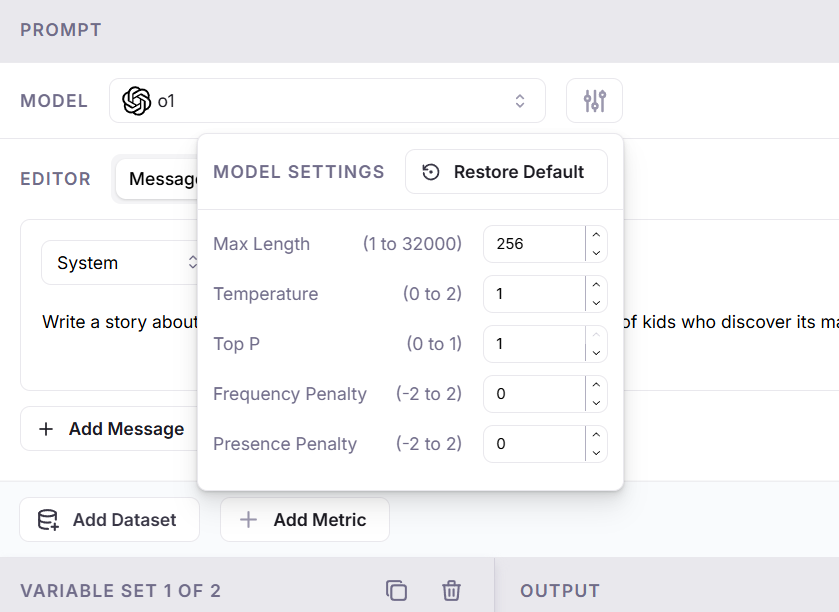 PROMPT
MODEL o1
MODEL SETTINGS Restore Default
EDITOR Messag
Max Length (1 to 32000) 256
System
Temperature (0 to 2) 1
Write a story about of kids who discover its ma
Top P (0 to 1) 1
Frequency Penalty (-2 to 2) 0
Add Message
Presence Penalty (-2 to 2) 0
Add Dataset Add Metric
VARIABLE SET 1 OF 2 OUTPUT